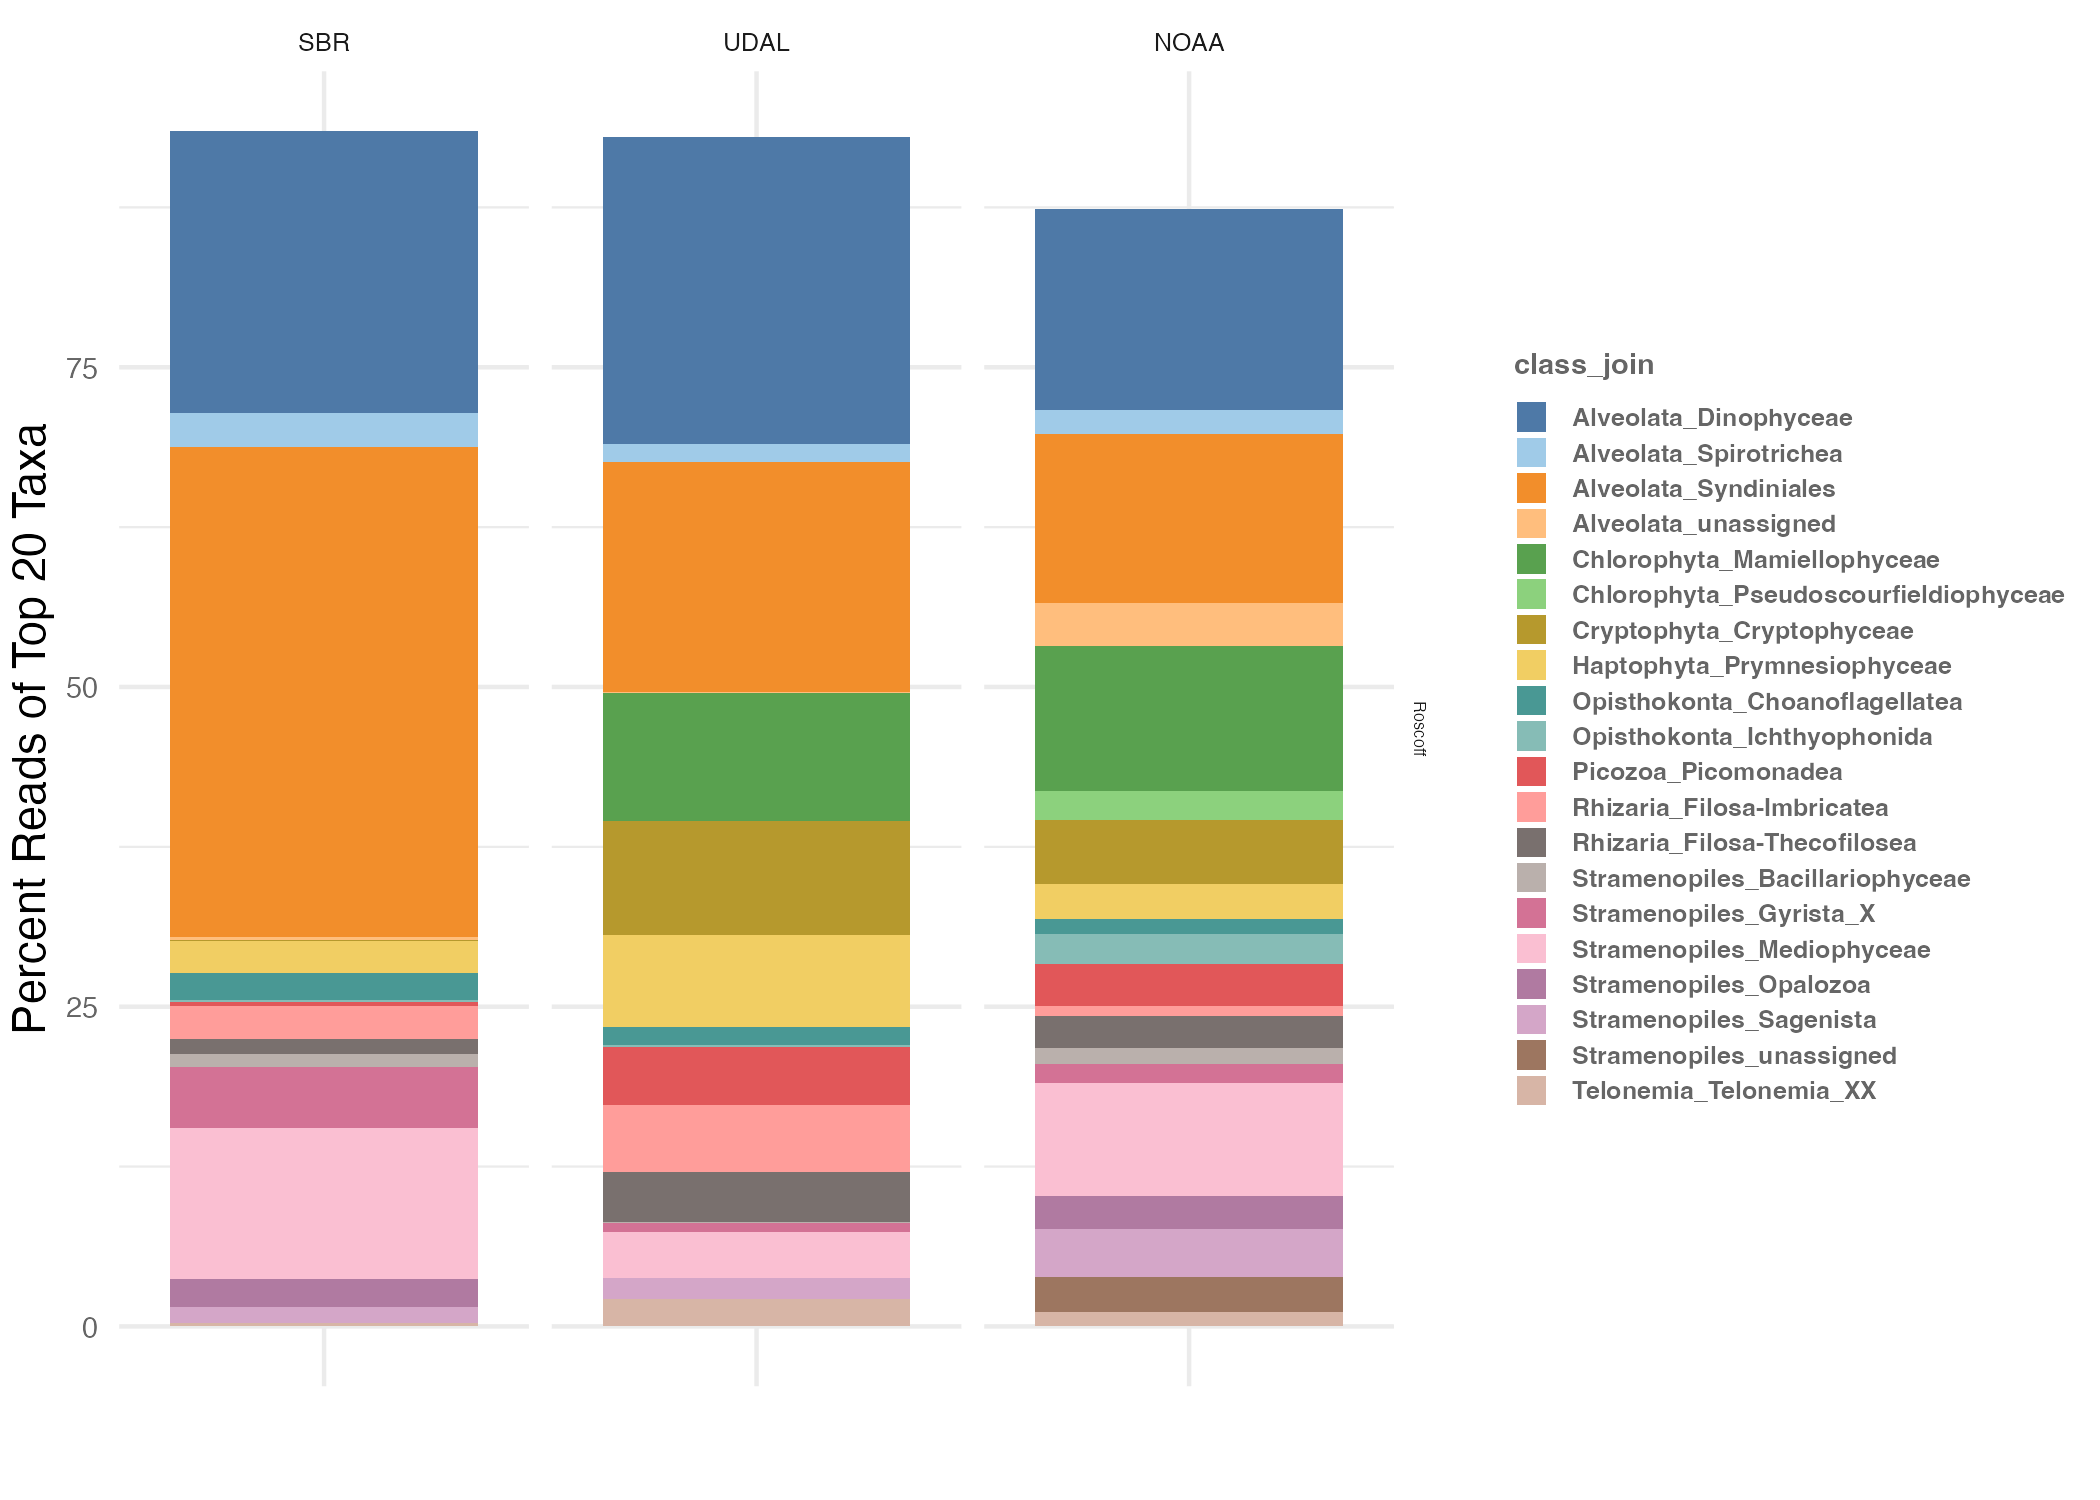 SBR
UDAL
NOAA
Percent Reads of Top 20 Taxa
75
50
25
0
Roscoff
class_join
Alveolata_Dinophyceae
Alveolata_Spirotrichea
Alveolata_Syndiniales
Alveolata_unassigned
Chlorophyta_Mamiellophyceae
Chlorophyta_Pseudoscourfieldiophyceae
Cryptophyta_Cryptophyceae
Haptophyta_Prymnesiophyceae
Opisthokonta_Choanoflagellatea
Opisthokonta_Ichthyophonida
Picozoa_Picomonadea
Rhizaria_Filosa-Imbricatea
Rhizaria_Filosa-Thecofilosea
Stramenopiles_Bacillariophyceae
Stramenopiles_Gyrista_X
Stramenopiles_Mediophyceae
Stramenopiles_Opalozoa
Stramenopiles_Sagenista
Stramenopiles_unassigned
Telonemia_Telonemia_XX